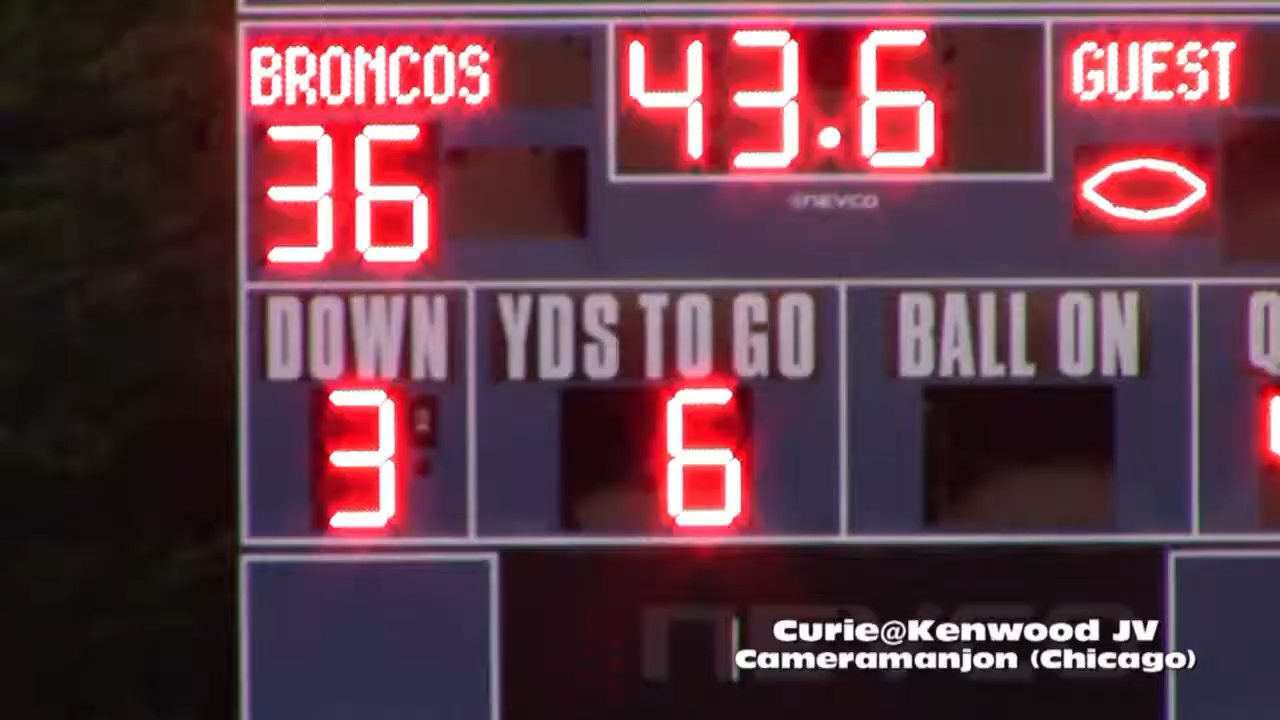 BRONCOS 43.6 GUEST
36
nevco
DOWN YDS TO GO BALL ON
3 6
Curie@Kenwood JV
Cameramanjon (Chicago)